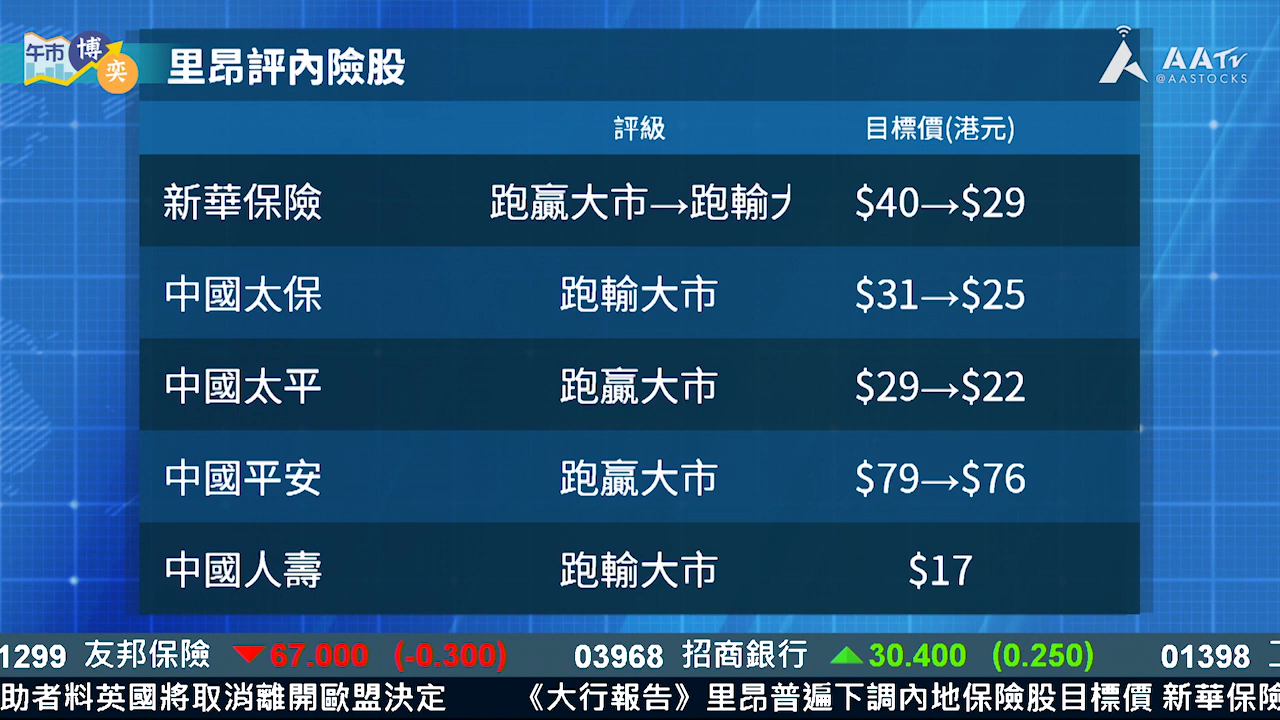 午市 博 奕
里昂評內險股
AATV
@AASTOCKS
評級 目標價(港元)
新華保險 跑贏大市→跑輸 $40→$29
中國太保 跑輸大市 $31→$25
中國太平 跑贏大市 $29→$22
中國平安 跑贏大市 $79→$76
中國人壽 跑輸大市 $17
1299 友邦保險 ▼67.000 (-0.300) 03968 招商銀行 ▲30.400 (0.250) 01398
助者料英國將取消離開歐盟決定 《大行報告》里昂普遍下調內地保險股目標價 新華保險